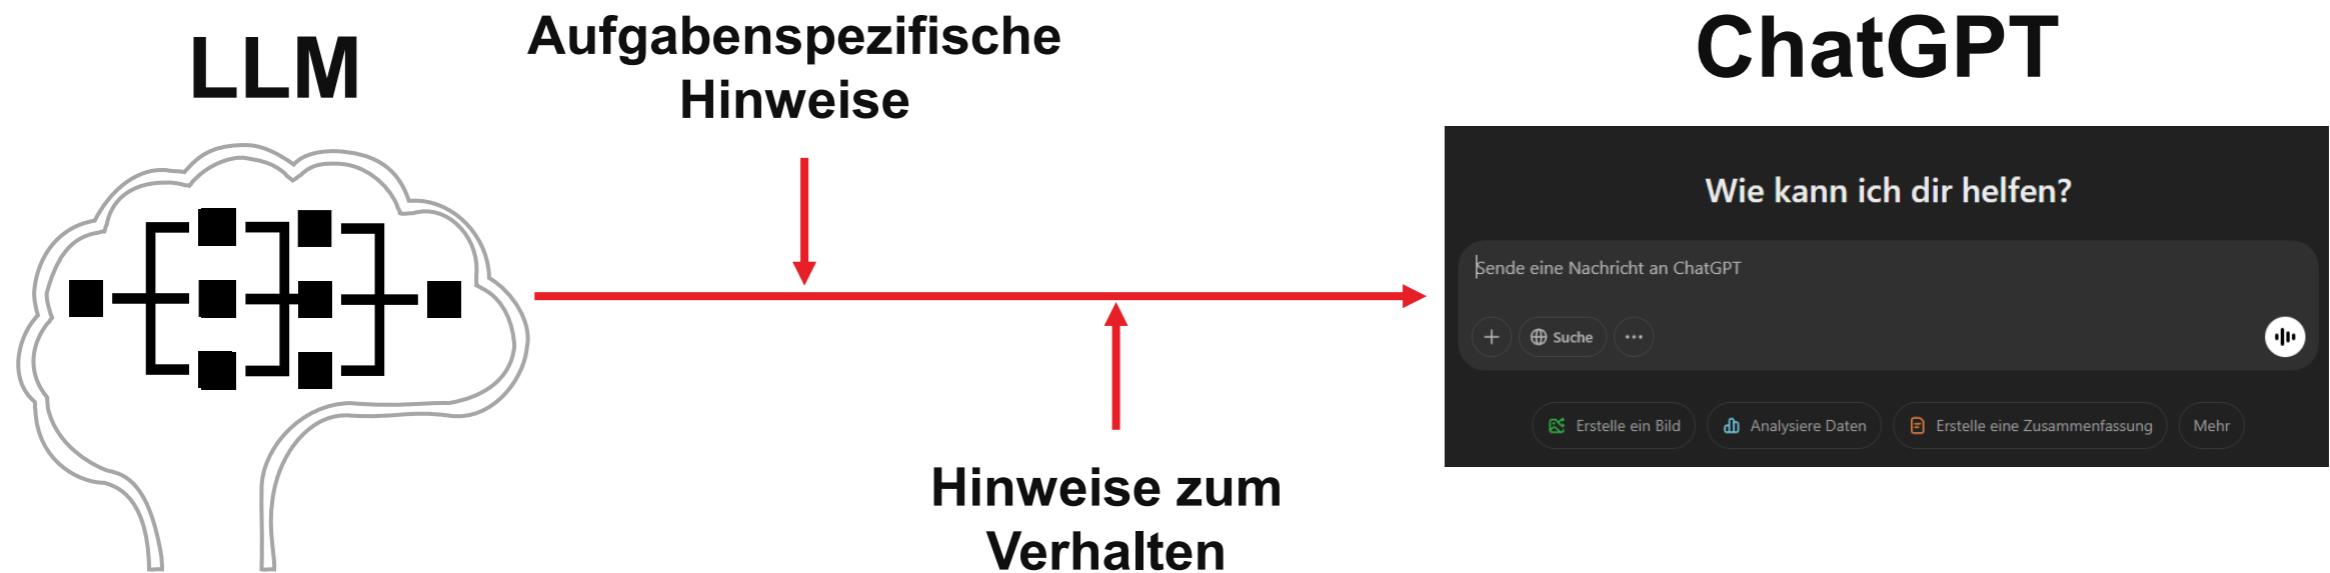 LLM
Aufgabenspezifische
Hinweise
ChatGPT
Wie kann ich dir helfen?
Sende eine Nachricht an ChatGPT
Suche
Erstelle ein Bild
Analysiere Daten
Erstelle eine Zusammenfassung
Mehr
Hinweise zum
Verhalten